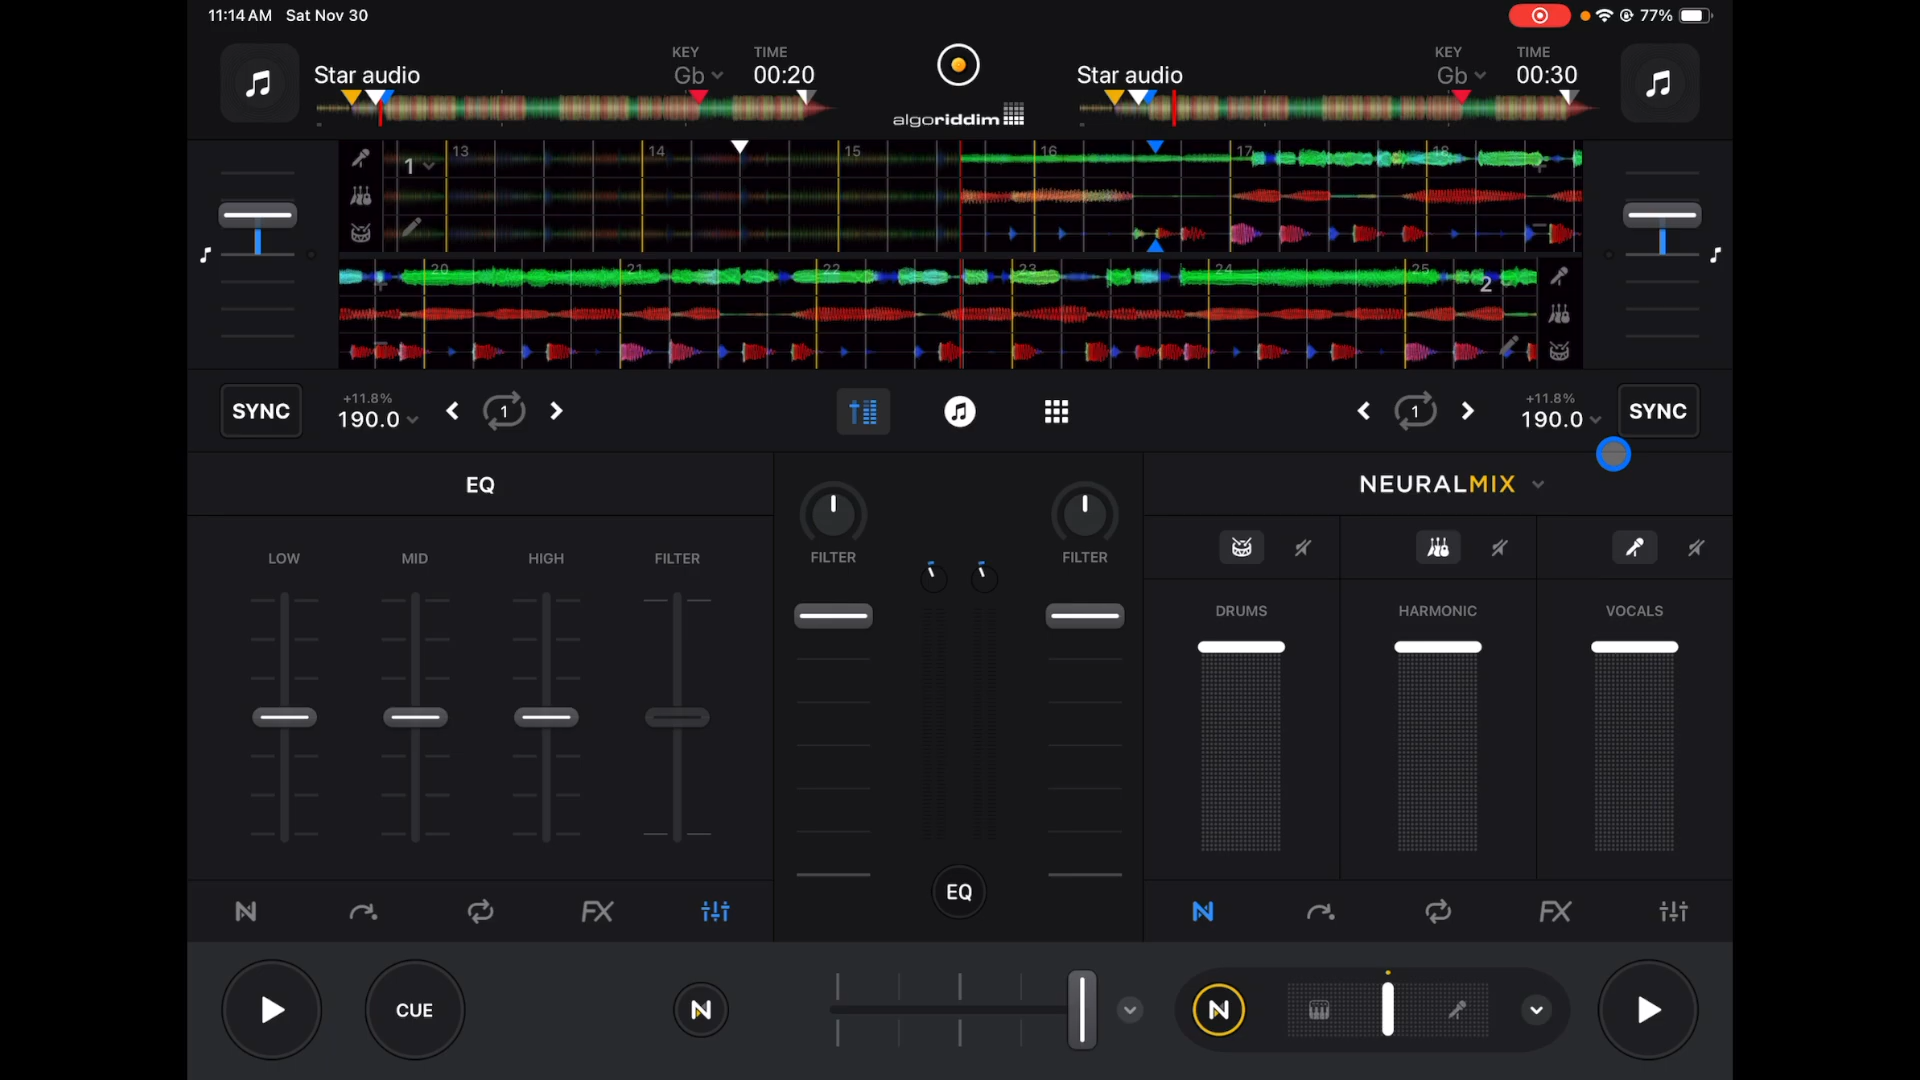 11:14 AM Sat Nov 30
77%
Star audio
KEY
Gb
TIME
00:20
algoriddim
Star audio
KEY
Gb
TIME
00:30
1
13
14
15
16
17
18
20
21
22
23
24
25
2
SYNC
+11.8%
190.0
1
1
+11.8%
190.0
SYNC
EQ
LOW
MID
HIGH
FILTER
FILTER
FILTER
EQ
NEURALMIX
DRUMS
HARMONIC
VOCALS
FX
FX
CUE